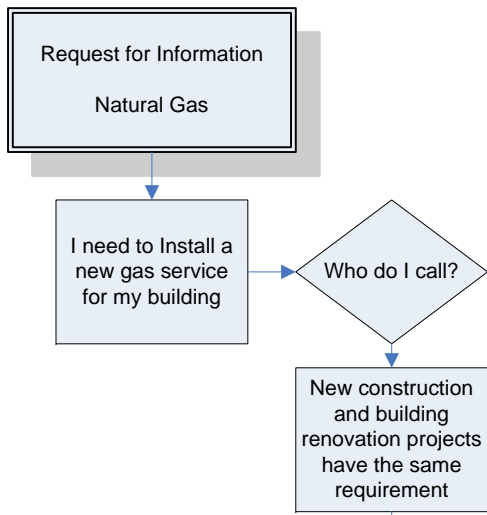 Request for Information
Natural Gas
I need to Install a
new gas service
for my building
Who do I call?
New construction
and building
renovation projects
have the same
requirement